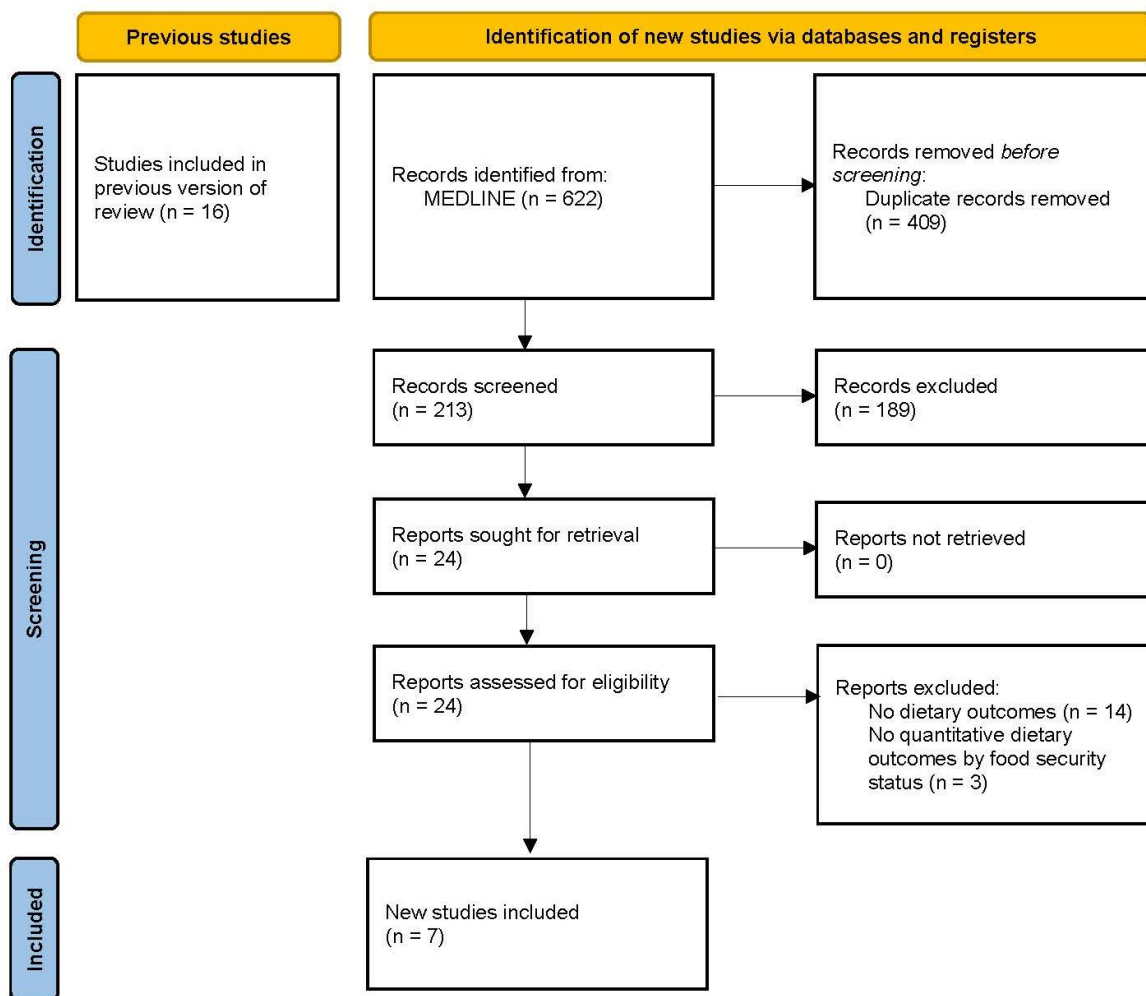 Previous studies
Identification of new studies via databases and registers
Identification
Studies included in
previous version of
review (n = 16)
Records identified from:
MEDLINE (n = 622)
Records removed before
screening:
Duplicate records removed
(n = 409)
Screening
Records screened
(n = 213)
Records excluded
(n = 189)
Reports sought for retrieval
(n = 24)
Reports not retrieved
(n = 0)
Reports assessed for eligibility
(n = 24)
Reports excluded:
No dietary outcomes (n = 14)
No quantitative dietary
outcomes by food security
status (n = 3)
Included
New studies included
(n = 7)